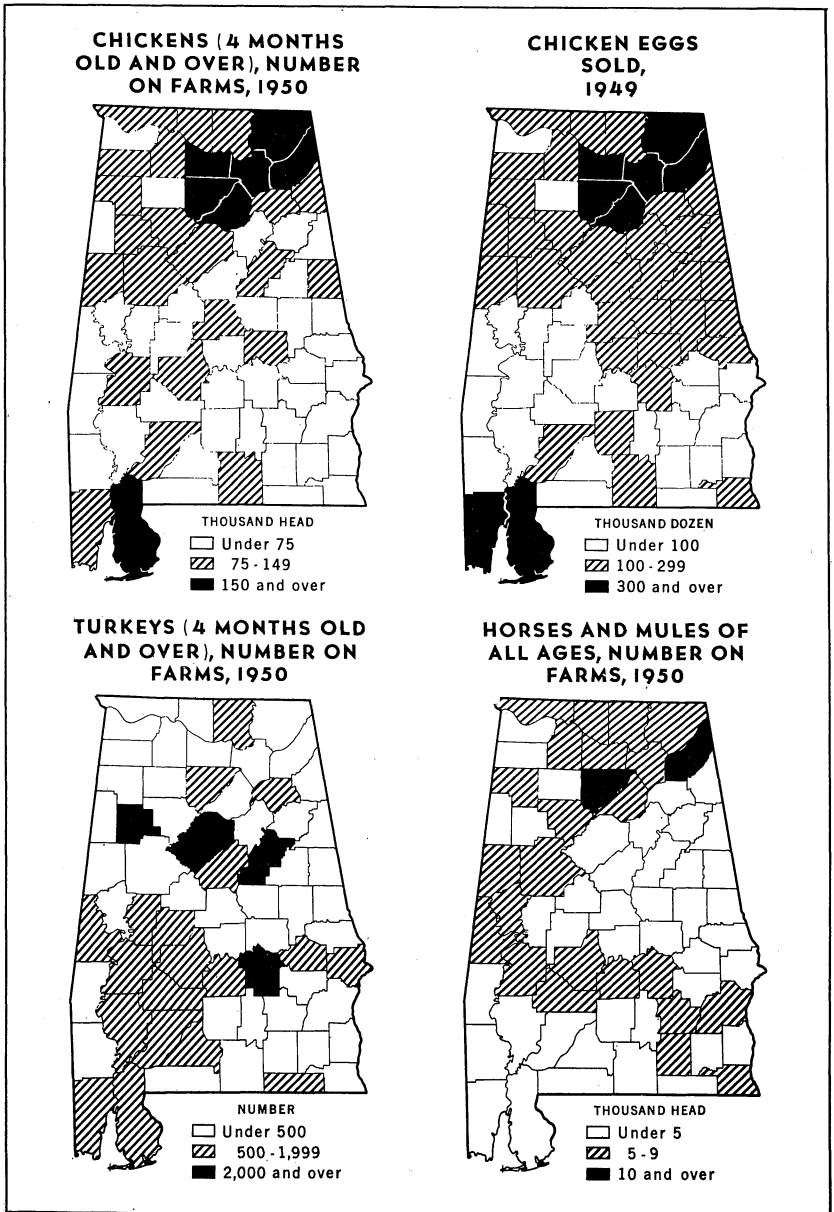 CHICKENS (4 MONTHS
OLD AND OVER), NUMBER
ON FARMS, 1950
THOUSAND HEAD
Under 75
75-149
150 and over
CHICKEN EGGS
SOLD,
1949
THOUSAND DOZEN
Under 100
100-299
300 and over
TURKEYS (4 MONTHS OLD
AND OVER), NUMBER ON
FARMS, 1950
NUMBER
Under 500
500-1,999
2,000 and over
HORSES AND MULES OF
ALL AGES, NUMBER ON
FARMS, 1950
THOUSAND HEAD
Under 5
5-9
10 and over